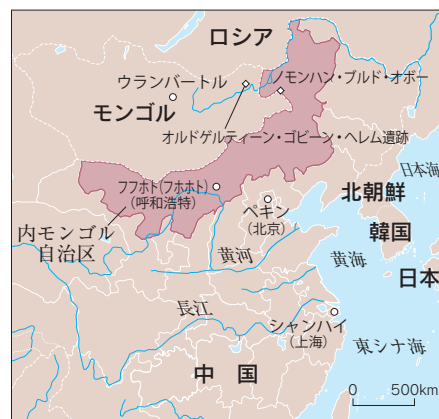 ロシア
ウランバートル
ノモンハン・ブルド・オボー
モンゴル
オルドゲルティーン・ゴビーン・ヘレム遺跡
日本海
フフホト(フホホト)
(呼和浩特)
北朝鮮
ペキン
(北京)
内モンゴル
自治区
韓国
黄河
黄海
日本
長江
シャンハイ
(上海)
東シナ海
中国
0 500km